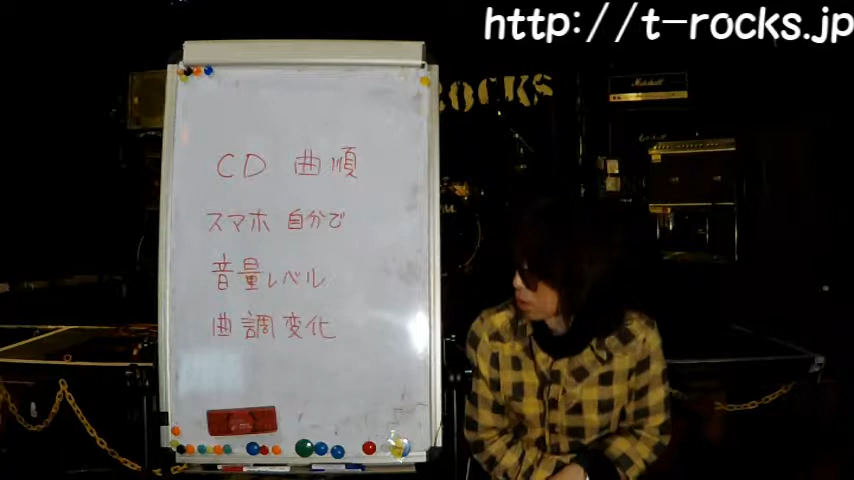 http://t-rocks.jp
ROCKS
Marshall
CD 曲順
スマホ 自分で
音量レベル
曲調変化